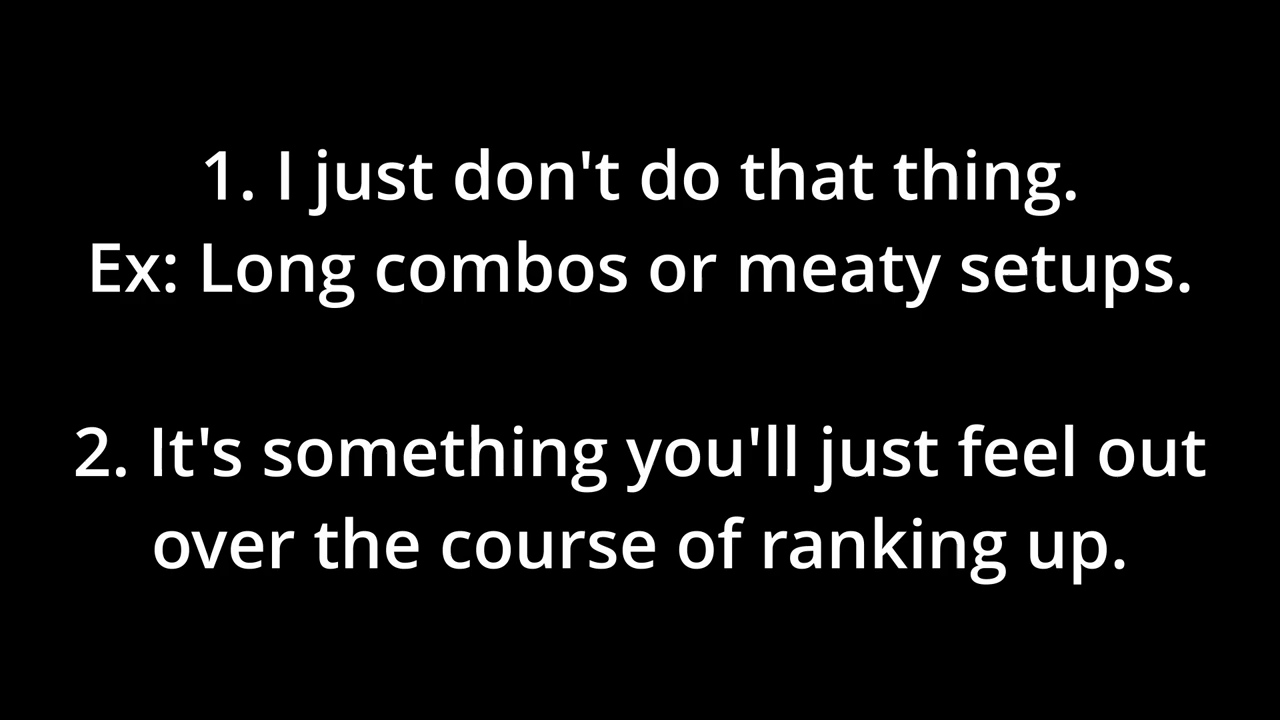 1. I just don't do that thing.
Ex: Long combos or meaty setups.
2. It's something you'll just feel out
over the course of ranking up.